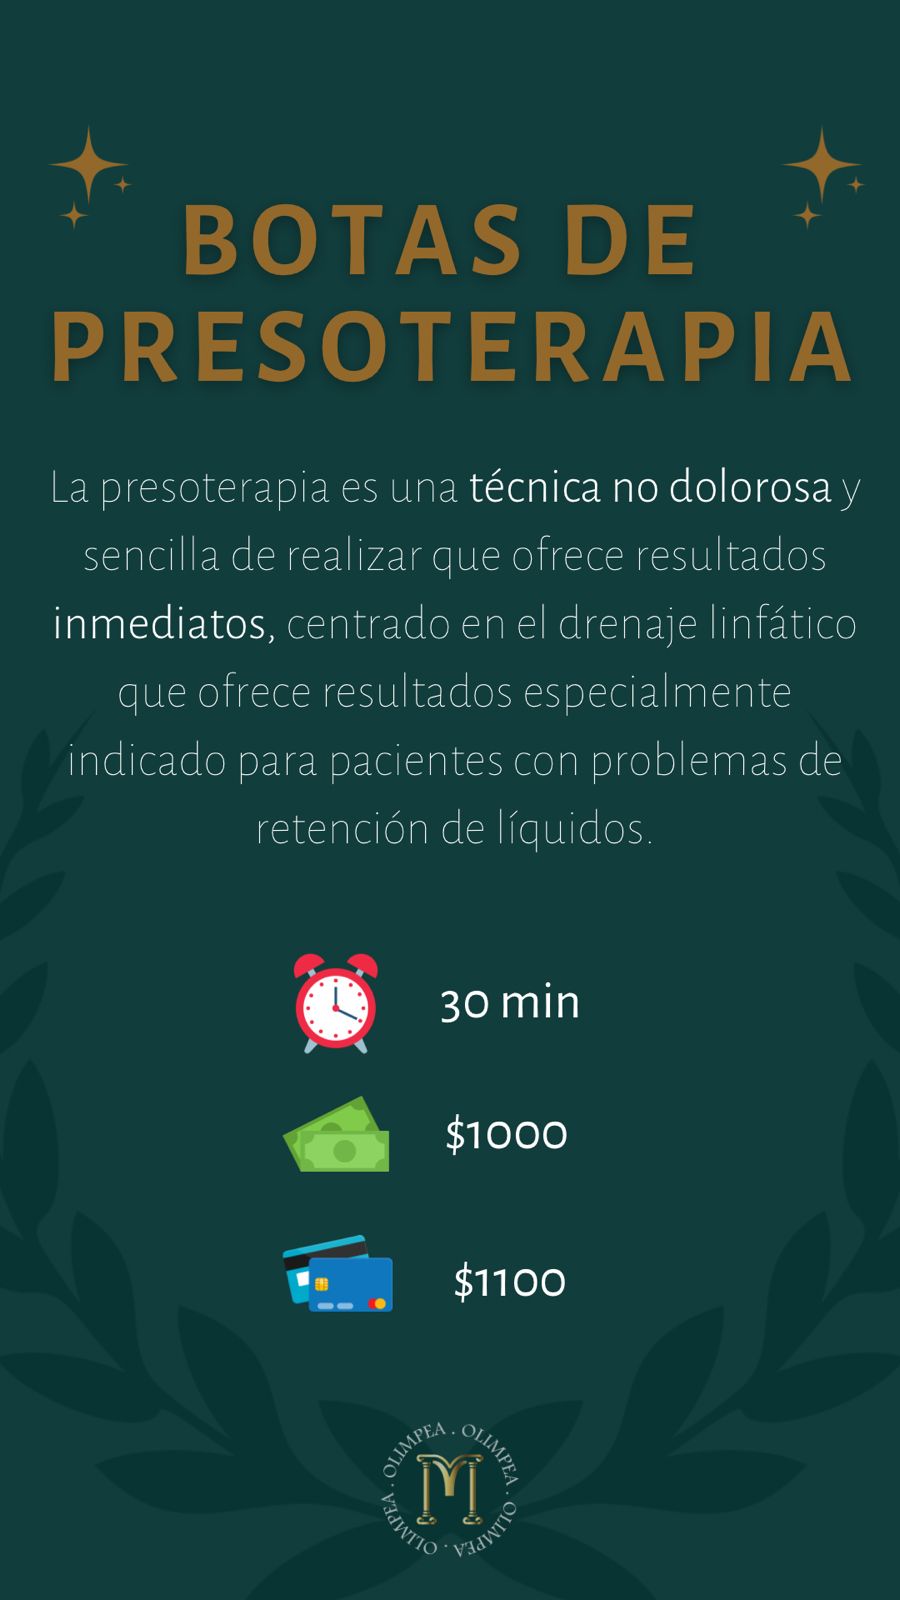 BOTAS DE
PRESOTERAPIA
La presoterapia es una técnica no dolorosa y
sencilla de realizar que ofrece resultados
inmediatos, centrado en el drenaje linfático
que ofrece resultados especialmente
indicado para pacientes con problemas de
retención de líquidos.
30 min
$1000
$1100
OLIMPEA . OLIMPEA . OLIMPEA . OLIMPEA .
M